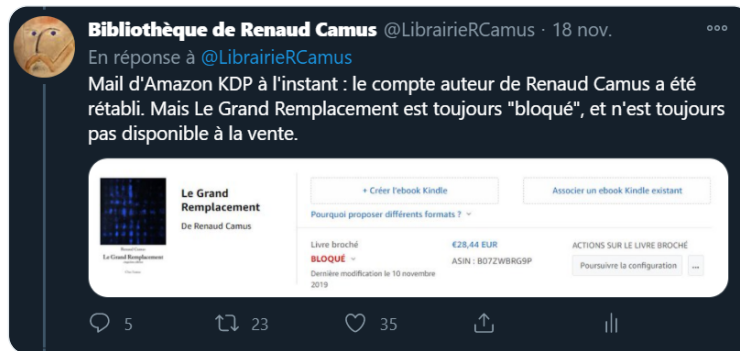 Bibliothèque de Renaud Camus @LibrairieRCamus · 18 nov.
En réponse à @LibrairieRCamus
Mail d'Amazon KDP à l'instant : le compte auteur de Renaud Camus a été
rétabli. Mais Le Grand Remplacement est toujours "bloqué", et n'est toujours
pas disponible à la vente.
Le Grand
Remplacement
De Renaud Camus
Renaud Camus
Le Grand Remplacement
+ Créer l'ebook Kindle
Associer un ebook Kindle existant
Pourquoi proposer différents formats ?
Livre broché
BLOQUÉ
Dernière modification le 10 novembre
2019
€28,44 EUR
ASIN : B07ZWBRG9P
ACTIONS SUR LE LIVRE BROCHÉ
Poursuivre la configuration
...
5
23
35